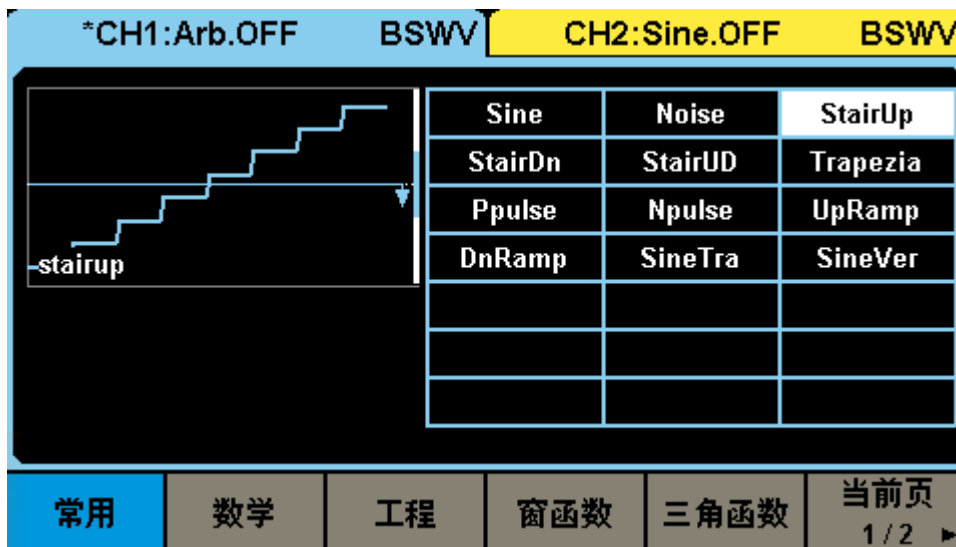 *CH1:Arb.OFF BSWV CH2:Sine.OFF BSWV
Sine Noise StairUp
StairDn StairUD Trapezia
Ppulse Npulse UpRamp
stairup
DnRamp SineTra SineVer
常用 数学 工程 窗函数 三角函数 当前页
1/2